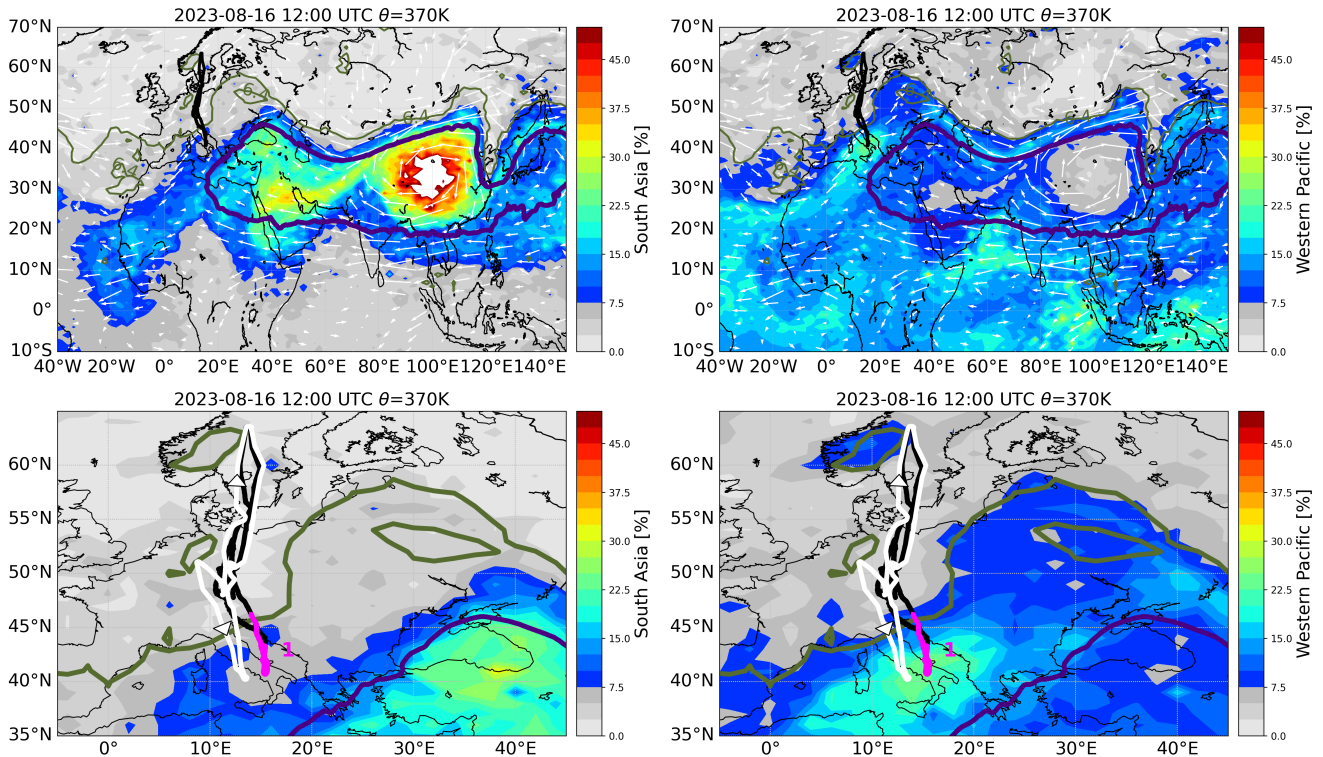 2023-08-16 12:00 UTC θ=370K
70°N
60°N
50°N
40°N
30°N
20°N
10°N
0°
10°S
40°W 20°W 0° 20°E 40°E 60°E 80°E 100°E120°E140°E
45.0
37.5
30.0
22.5
15.0
7.5
0.0
South Asia [%]
2023-08-16 12:00 UTC θ=370K
70°N
60°N
50°N
40°N
30°N
20°N
10°N
0°
10°S
40°W 20°W 0° 20°E 40°E 60°E 80°E 100°E120°E140°E
45.0
37.5
30.0
22.5
15.0
7.5
0.0
Western Pacific [%]
2023-08-16 12:00 UTC θ=370K
60°N
55°N
50°N
45°N
40°N
35°N
0° 10°E 20°E 30°E 40°E
1
45.0
37.5
30.0
22.5
15.0
7.5
0.0
South Asia [%]
2023-08-16 12:00 UTC θ=370K
60°N
55°N
50°N
45°N
40°N
35°N
0° 10°E 20°E 30°E 40°E
1
45.0
37.5
30.0
22.5
15.0
7.5
0.0
Western Pacific [%]